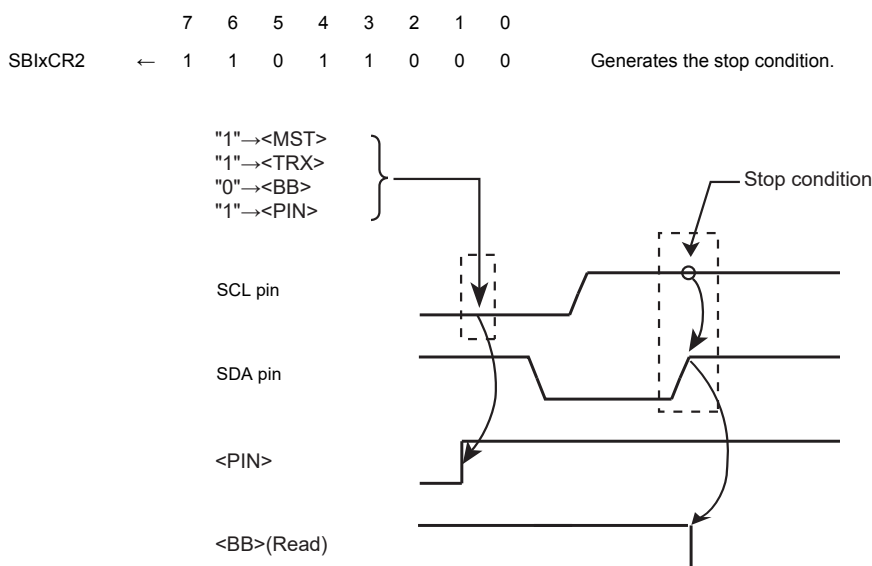 7 6 5 4 3 2 1 0
SBIxCR2 ← 1 1 0 1 1 0 0 0 Generates the stop condition.
"1"→<MST>
"1"→<TRX>
"0"→<BB>
"1"→<PIN>
Stop condition
SCL pin
SDA pin
<PIN>
<BB>(Read)